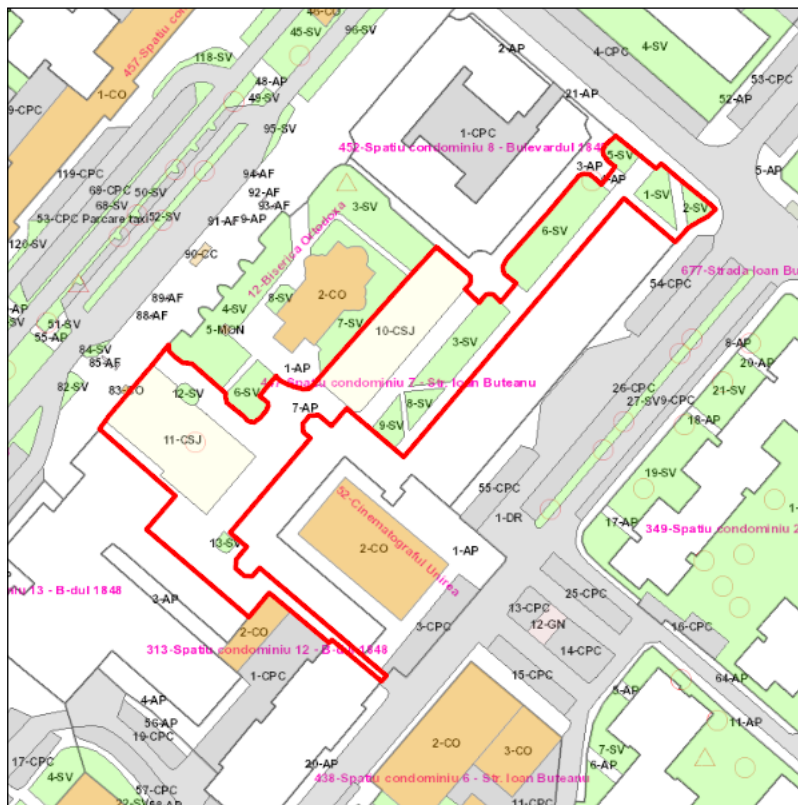 46-CO
45-SV
96-SV
2-AP
4-CPC
4-SV
457-Spatiu
118-SV
48-AP
49-SV
53-CPC
1-CO
21-AP
52-AP
9-CPC
95-SV
1-CPC
452-Spatiu condominiu 8 - Bulevardul 1848
5-SV
3-AP
5-AP
119-CPC
94-AF
92-AF
93-AF
69-CPC
50-SV
68-SV
3-SV
1-SV
2-SV
53-CPC Parcare taxi
52-SV
91-AF
9-AP
6-SV
120-SV
90-CC
12-Biserica Ortodoxa
677-Strada Ioan Bu
54-CPC
89-AF
88-AF
8-SV
2-CO
4-SV
5-MON
7-SV
10-CSJ
51-SV
55-AP
3-SV
8-AP
20-AP
84-SV
85-AF
1-AP
82-SV
83-CO
12-SV
6-SV
Spatiu condominiu 7 - Str. Ioan Buteanu
26-CPC
27-SV
9-CPC
21-SV
7-AP
8-SV
9-SV
18-AP
11-CSJ
19-SV
55-CPC
52-Cinematograful Unirea
1-DR
17-AP
349-Spatiu condominiu 2
13-SV
2-CO
1-AP
niu 13 - B-dul 1848
2-AP
25-CPC
13-CPC
12-GN
16-CPC
3-CPC
2-CO
313-Spatiu condominiu 12 - B-dul 1848
14-CPC
1-CPC
15-CPC
64-AP
4-AP
5-AP
56-AP
19-CPC
11-AP
17-CPC
2-CO
3-CO
7-SV
6-AP
20-AP
4-SV
438-Spatiu condominiu 6 - Str. Ioan Buteanu
57-CPC
11-CPC